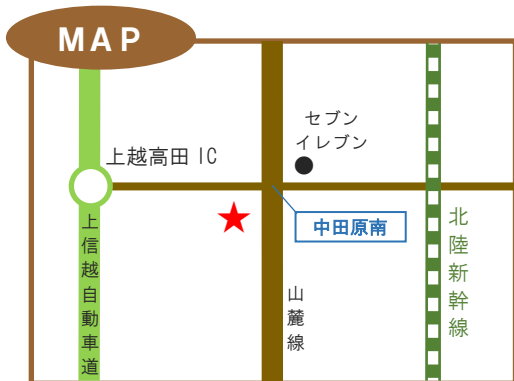 MAP
セブン
イレブン
上越高田 IC
中田原南
上信越自動車道
山麓線
北陸新幹線